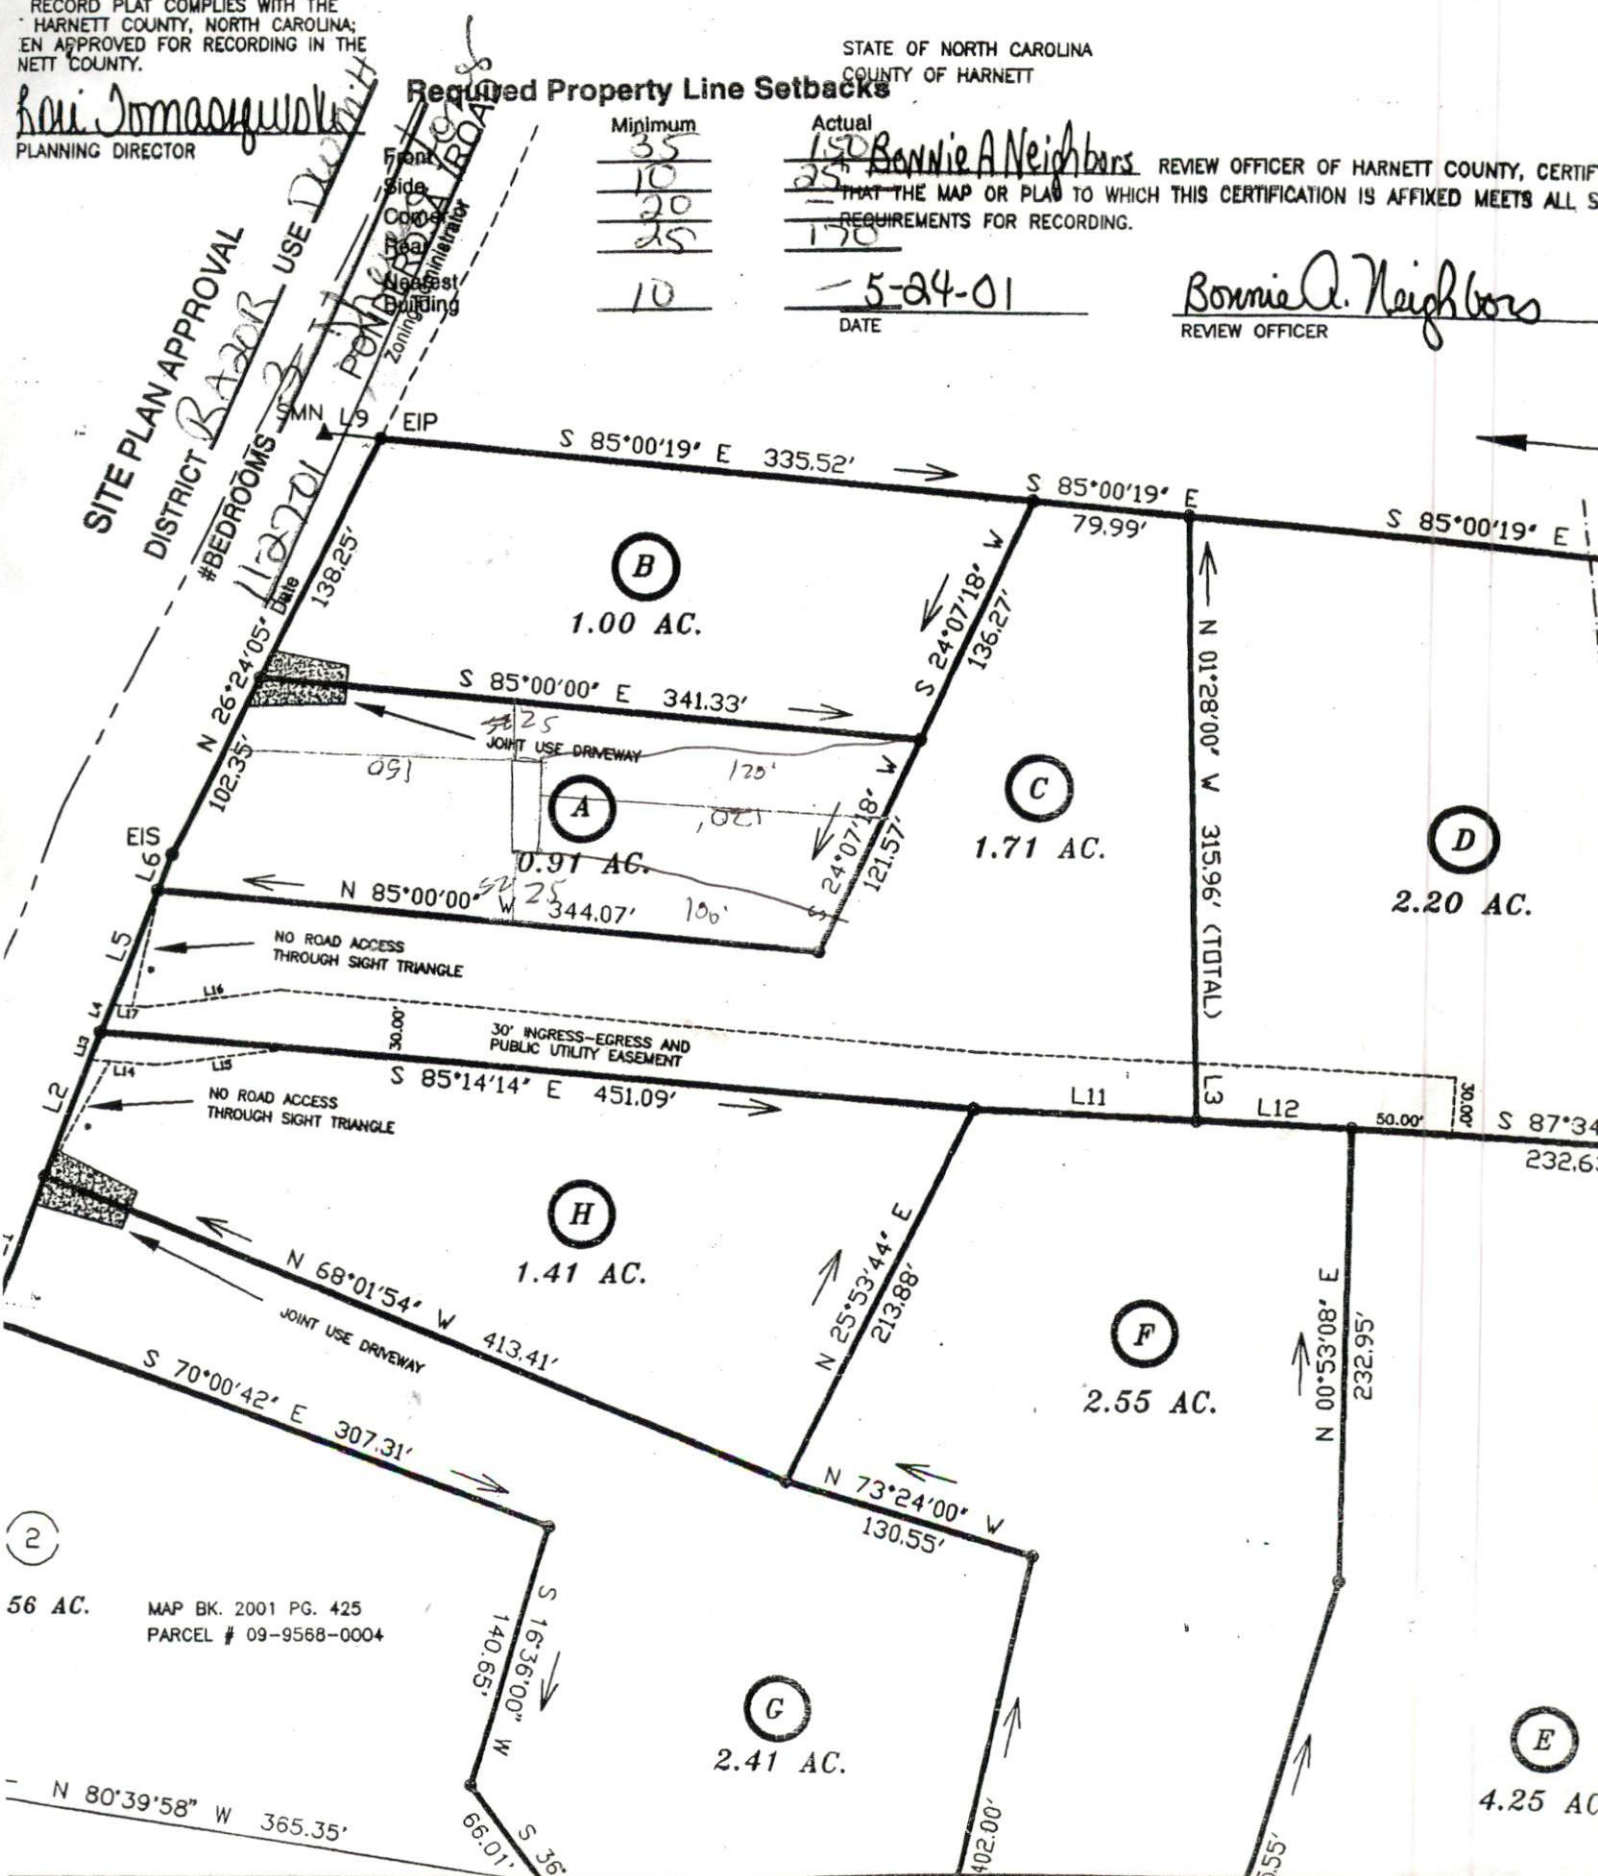 RECORD PLAT COMPLIES WITH THE
HARNETT COUNTY, NORTH CAROLINA;
EN APPROVED FOR RECORDING IN THE
NETT COUNTY.
PLANNING DIRECTOR
STATE OF NORTH CAROLINA
COUNTY OF HARNETT
Required Property Line Setbacks
Minimum Actual
Front 35 150
Side 10 25
Corner 20 —
Rear 25 170
Nearest
Building 10 —
Bonnie A Neighbors REVIEW OFFICER OF HARNETT COUNTY, CERTIF
THAT THE MAP OR PLAT TO WHICH THIS CERTIFICATION IS AFFIXED MEETS ALL S
REQUIREMENTS FOR RECORDING.
5-24-01
DATE
Bonnie A. Neighbors
REVIEW OFFICER
SITE PLAN APPROVAL
DISTRICT RA20R USE
#BEDROOMS 3
Date
Zoning Administrator
PONDEROSA ROAD
SMN L9 EIP
S 85°00'19" E 335.52'
S 85°00'19" E
79.99'
S 85°00'19" E
138.25'
N 26°24'05"
102.35'
B
1.00 AC.
S 24°07'18" W
136.27'
S 85°00'00" E 341.33'
25
JOINT USE DRIVEWAY
150
120'
120'
A
0.91 AC.
S 24°07'18" W
121.57'
C
1.71 AC.
N 01°28'00" W 315.96' (TOTAL)
D
2.20 AC.
EIS
L6
N 85°00'00" W 344.07'
25
100'
L5
NO ROAD ACCESS
THROUGH SIGHT TRIANGLE
L4
L17
L16
30.00'
30' INGRESS-EGRESS AND
PUBLIC UTILITY EASEMENT
L13
L14
L15
S 85°14'14" E 451.09'
L11
L3
L12
50.00'
30.00'
S 87°34
232.6
L2
NO ROAD ACCESS
THROUGH SIGHT TRIANGLE
H
1.41 AC.
N 68°01'54" W 413.41'
JOINT USE DRIVEWAY
N 25°53'44" E
213.88'
F
2.55 AC.
N 00°53'08" E
232.95'
S 70°00'42" E 307.31'
N 73°24'00" W
130.55'
2
56 AC.
MAP BK. 2001 PG. 425
PARCEL # 09-9568-0004
S 16°36'00" W
140.65'
G
2.41 AC.
E
4.25 AC
N 80°39'58" W 365.35'
S 36°
66.01'
402.00'
5.55'